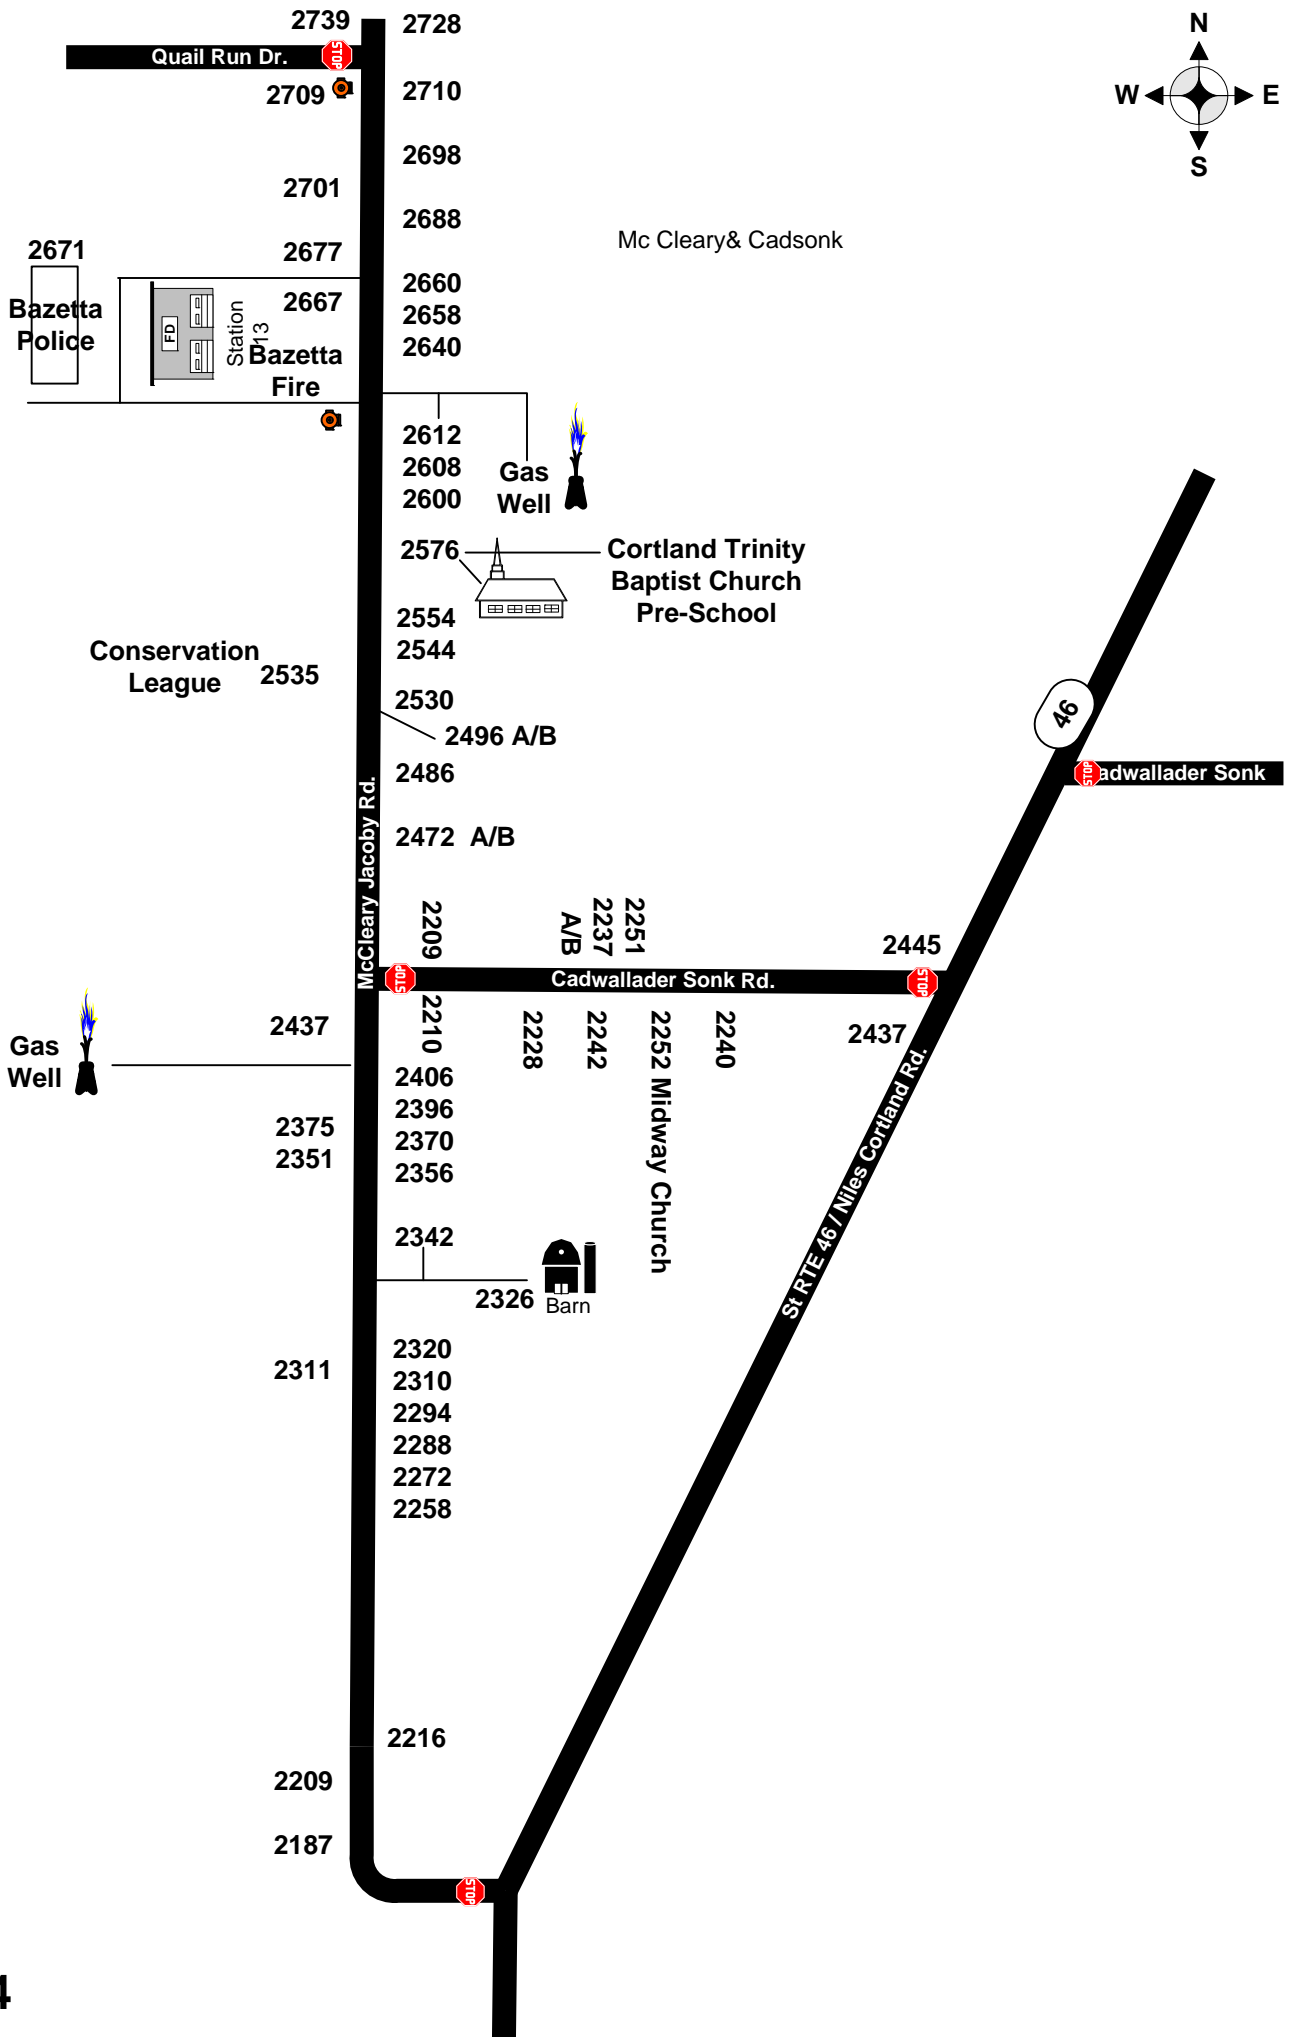 2739
2728
Quail Run Dr.
STOP
2709
2710
N
W
E
S
2698
2701
2688
Mc Cleary& Cadsonk
2671
2677
2660
2667
2658
2640
Bazetta
Police
FD
Station
13
Bazetta
Fire
2612
2608
2600
Gas
Well
2576
Cortland Trinity
Baptist Church
Pre-School
2554
2544
Conservation
League
2535
2530
2496 A/B
46
2486
STOP
adwallader Sonk
McCleary Jacoby Rd.
2472 A/B
2209
2251
2237
A/B
2445
STOP
Cadwallader Sonk Rd.
STOP
2210
2228
2242
2252 Midway Church
2240
2437
2437
Gas
Well
2406
2396
2370
2356
2375
2351
St RTE 46 / Niles Cortland Rd.
2342
2326
Barn
2320
2310
2294
2288
2272
2258
2311
2216
2209
2187
STOP
4